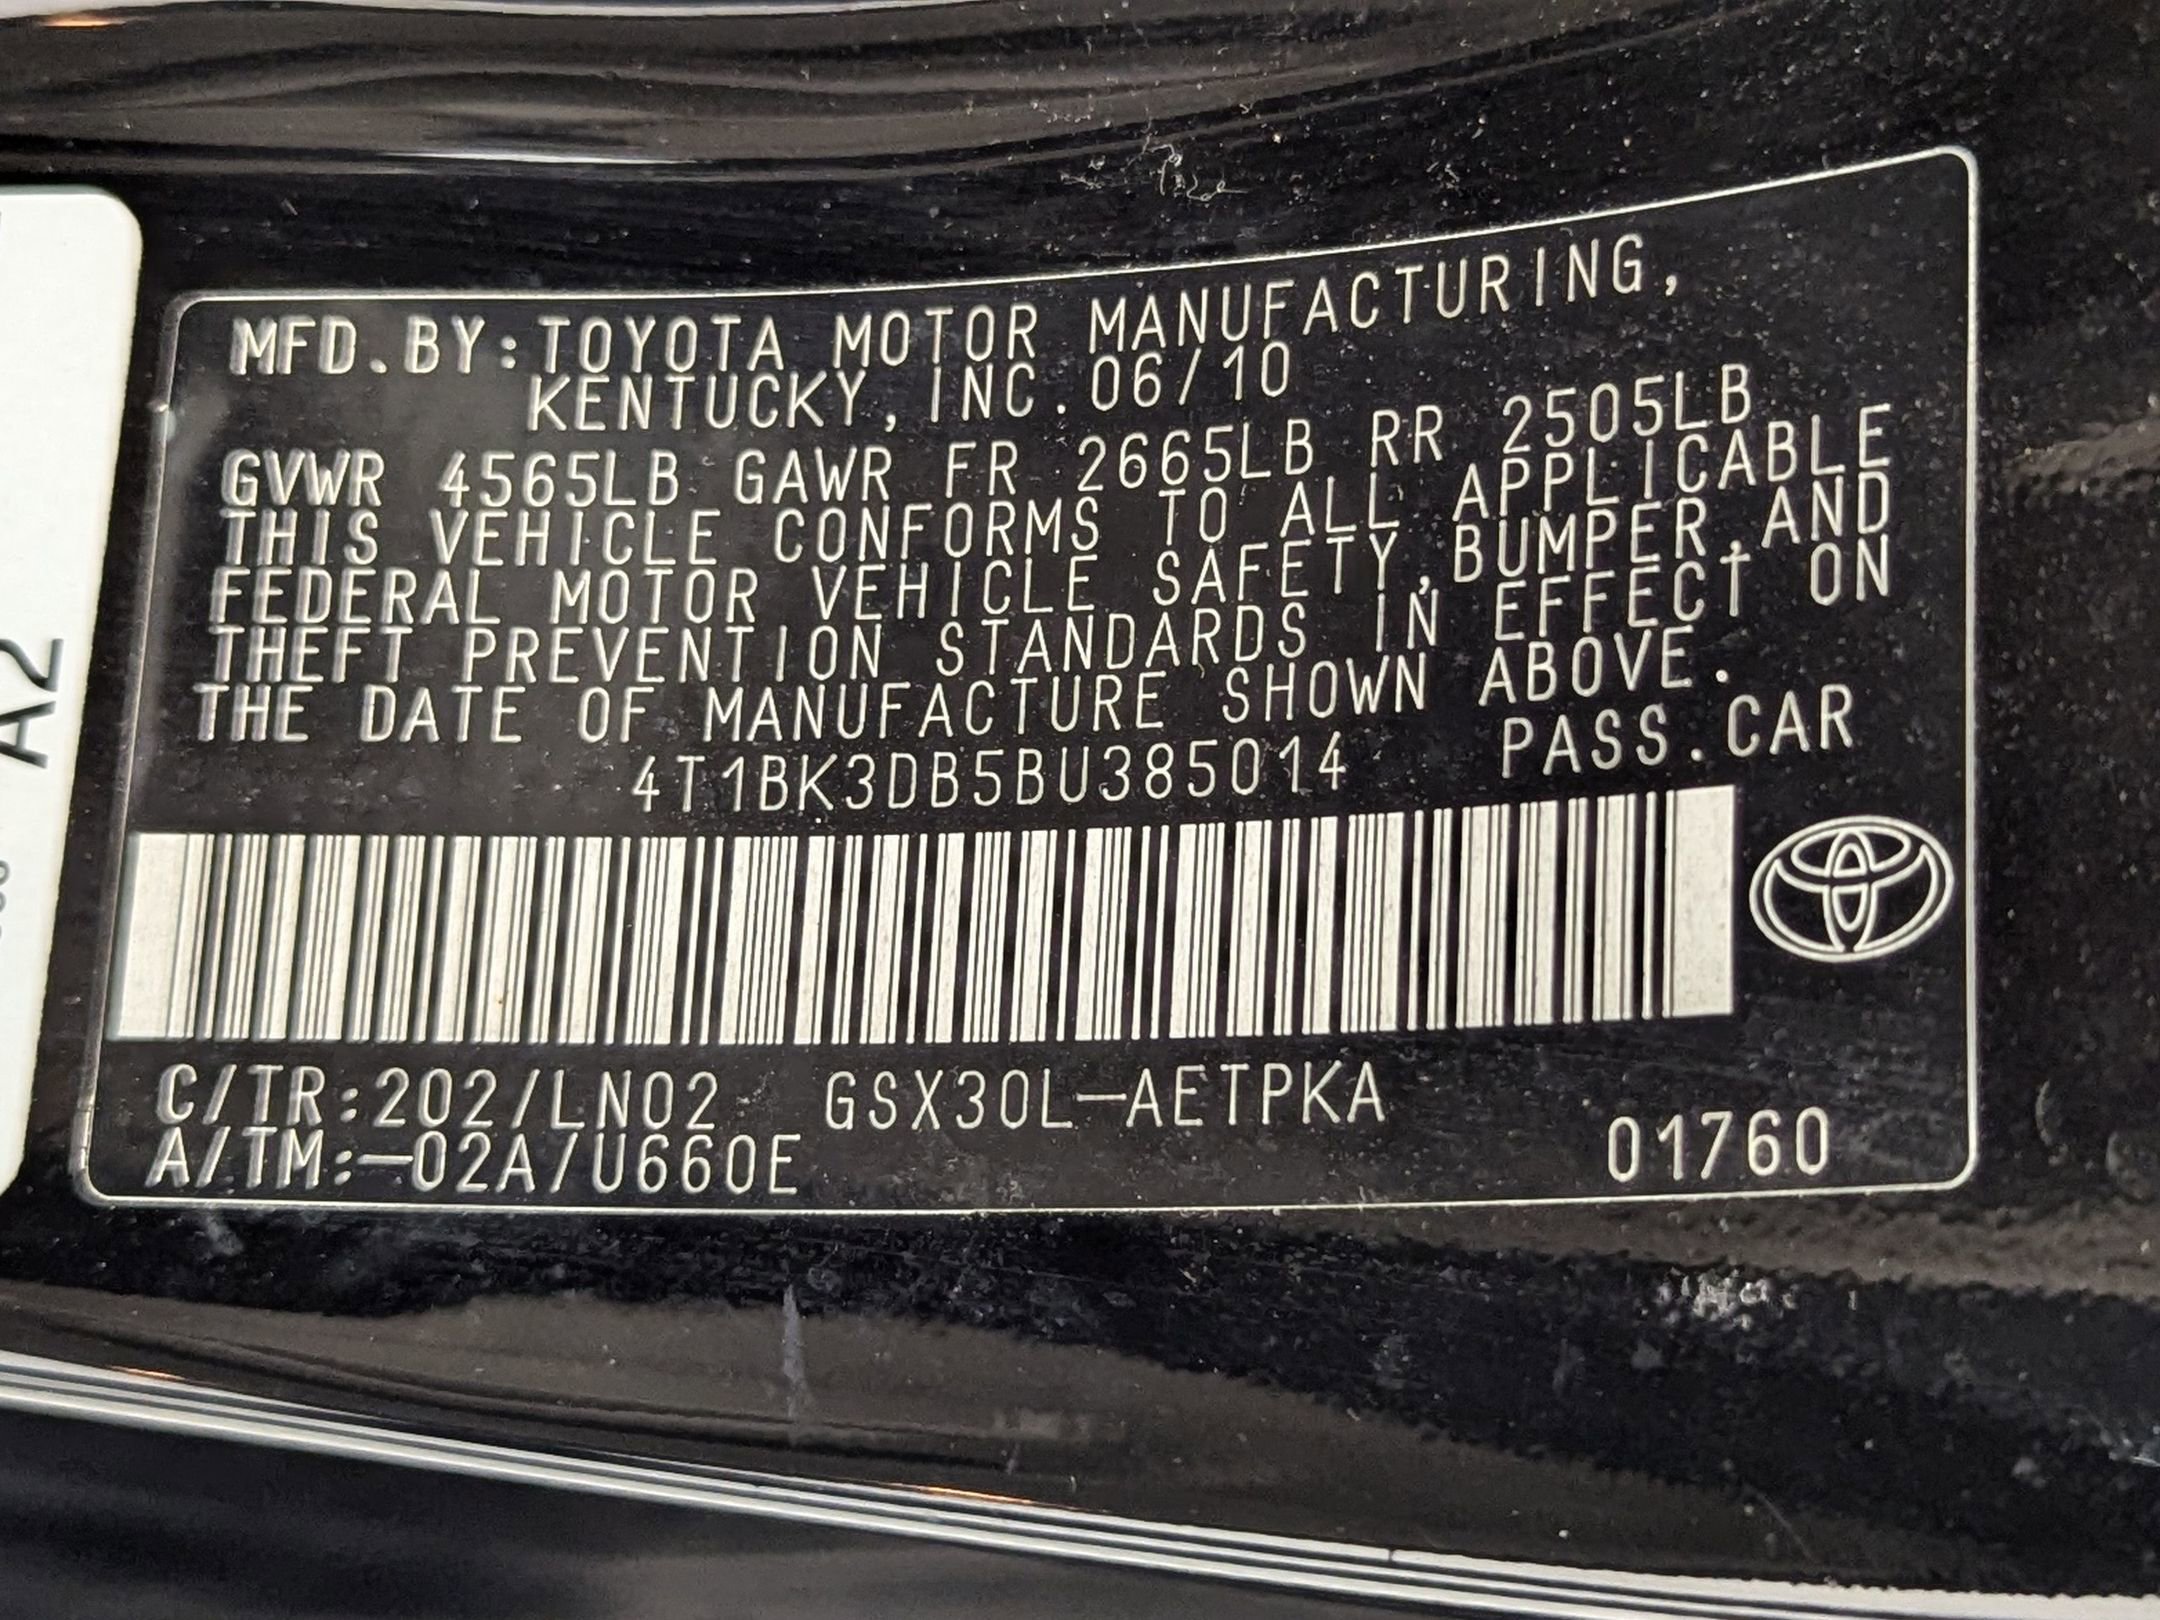 A2
MFD.BY:TOYOTA MOTOR MANUFACTURING,
KENTUCKY, INC. 06/10
GVWR 4565LB GAWR FR 2665LB RR 2505LB
THIS VEHICLE CONFORMS TO ALL APPLICABLE
FEDERAL MOTOR VEHICLE SAFETY,BUMPER,AND
THEFT PREVENTION STANDARDS IN EFFECT ON
THE DATE OF MANUFACTURE SHOWN ABOVE.
4T1BK3DB5BU385014 PASS.CAR
C/TR:202/LN02 GSX30L-AETPKA
A/TM:-02A/U660E 01760